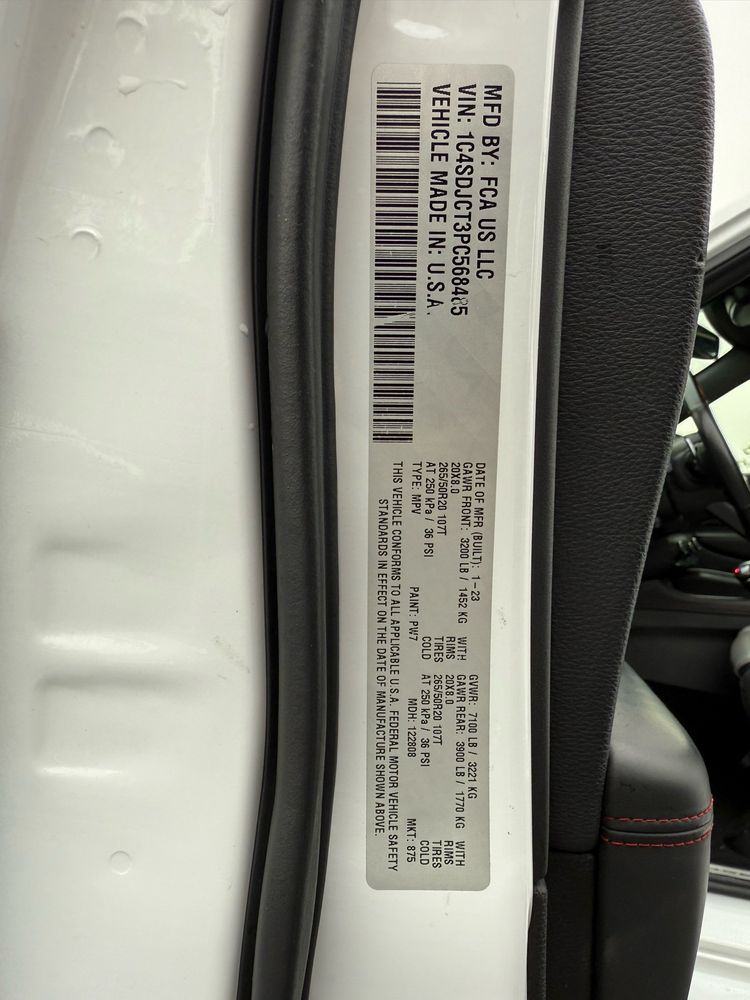 MFD BY: FCA US LLC
VIN: 1C4SDJCT3PC568485
VEHICLE MADE IN: U.S.A.
DATE OF MFR (BUILT): 1-23 GVWR: 7100 LB / 3221 KG
GAWR FRONT: 3200 LB / 1452 KG WITH GAWR REAR: 3900 LB / 1770 KG WITH
20X8.0 RIMS 20X8.0 RIMS
265/50R20 107T TIRES 265/50R20 107T TIRES
AT 250 kPa / 36 PSI COLD AT 250 kPa / 36 PSI COLD
TYPE: MPV PAINT: PW7 MDH: 122808 MKT: 875
THIS VEHICLE CONFORMS TO ALL APPLICABLE U.S.A. FEDERAL MOTOR VEHICLE SAFETY
STANDARDS IN EFFECT ON THE DATE OF MANUFACTURE SHOWN ABOVE.